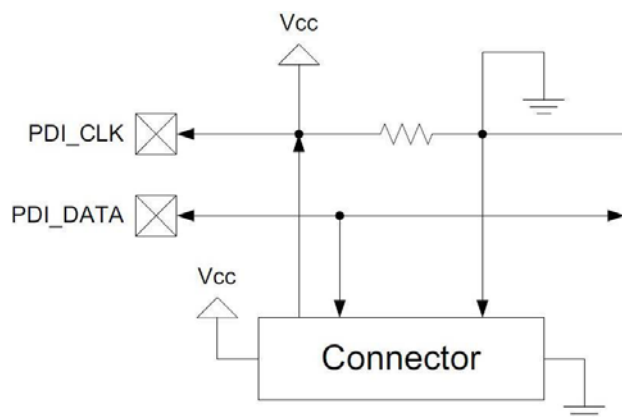 Vcc
PDI_CLK
PDI_DATA
Vcc
Connector